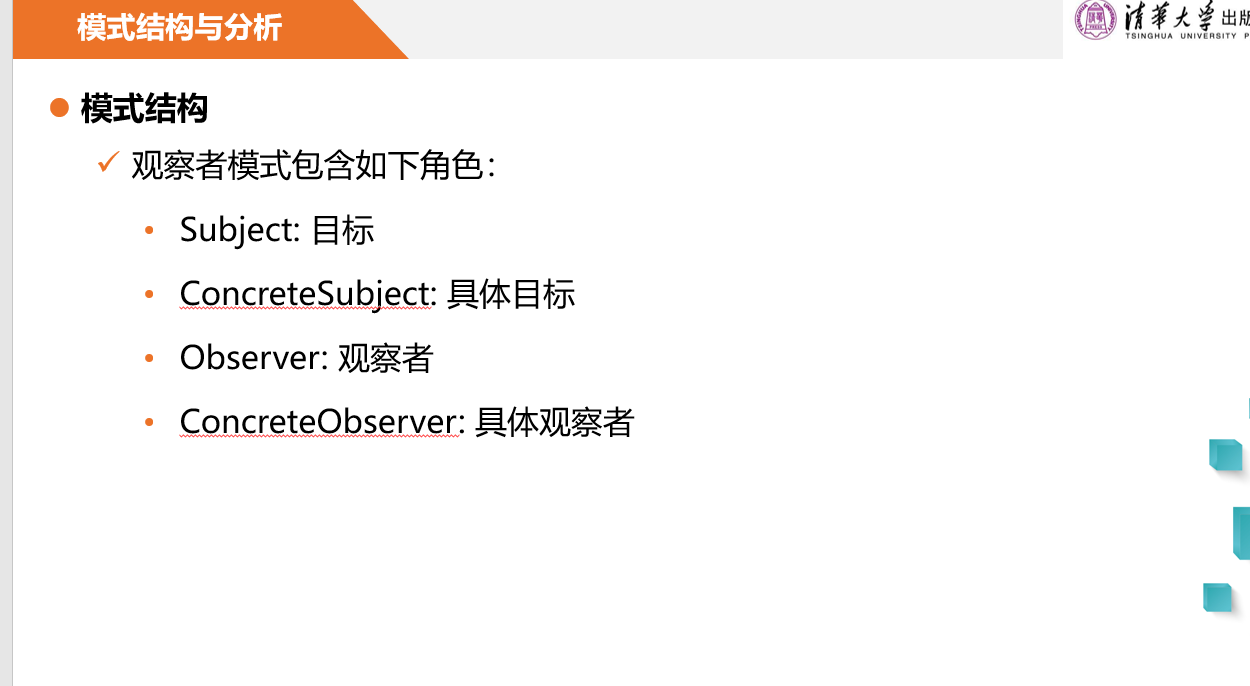 模式结构与分析
清華大学出版
TSINGHUA UNIVERSITY P
模式结构
观察者模式包含如下角色：
Subject: 目标
ConcreteSubject: 具体目标
Observer: 观察者
ConcreteObserver: 具体观察者